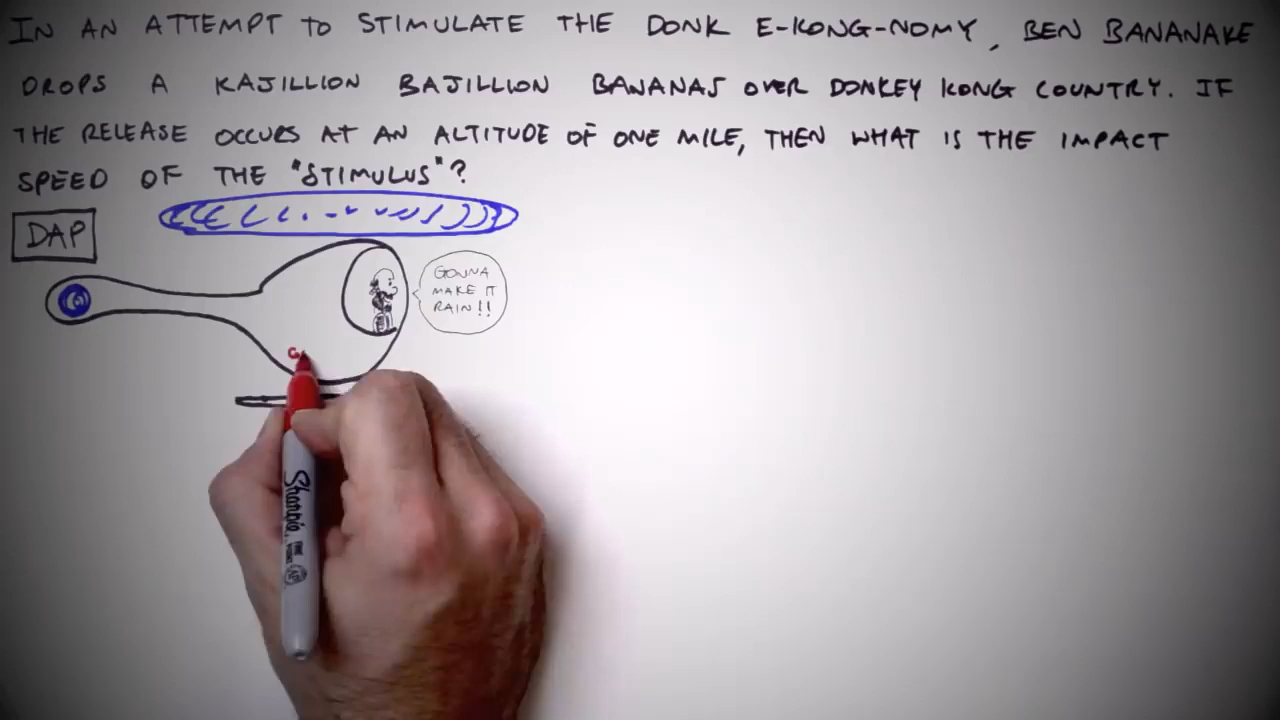 IN AN ATTEMPT TO STIMULATE THE DONK E-KONG-NOMY, BEN BANANAKE
DROPS A KAJILLION BAJILLION BANANAS OVER DONKEY KONG COUNTRY. IF
THE RELEASE OCCURS AT AN ALTITUDE OF ONE MILE, THEN WHAT IS THE IMPACT
SPEED OF THE "STIMULUS"?
DAP
GONNA
MAKE IT
RAIN!!
Sharpie